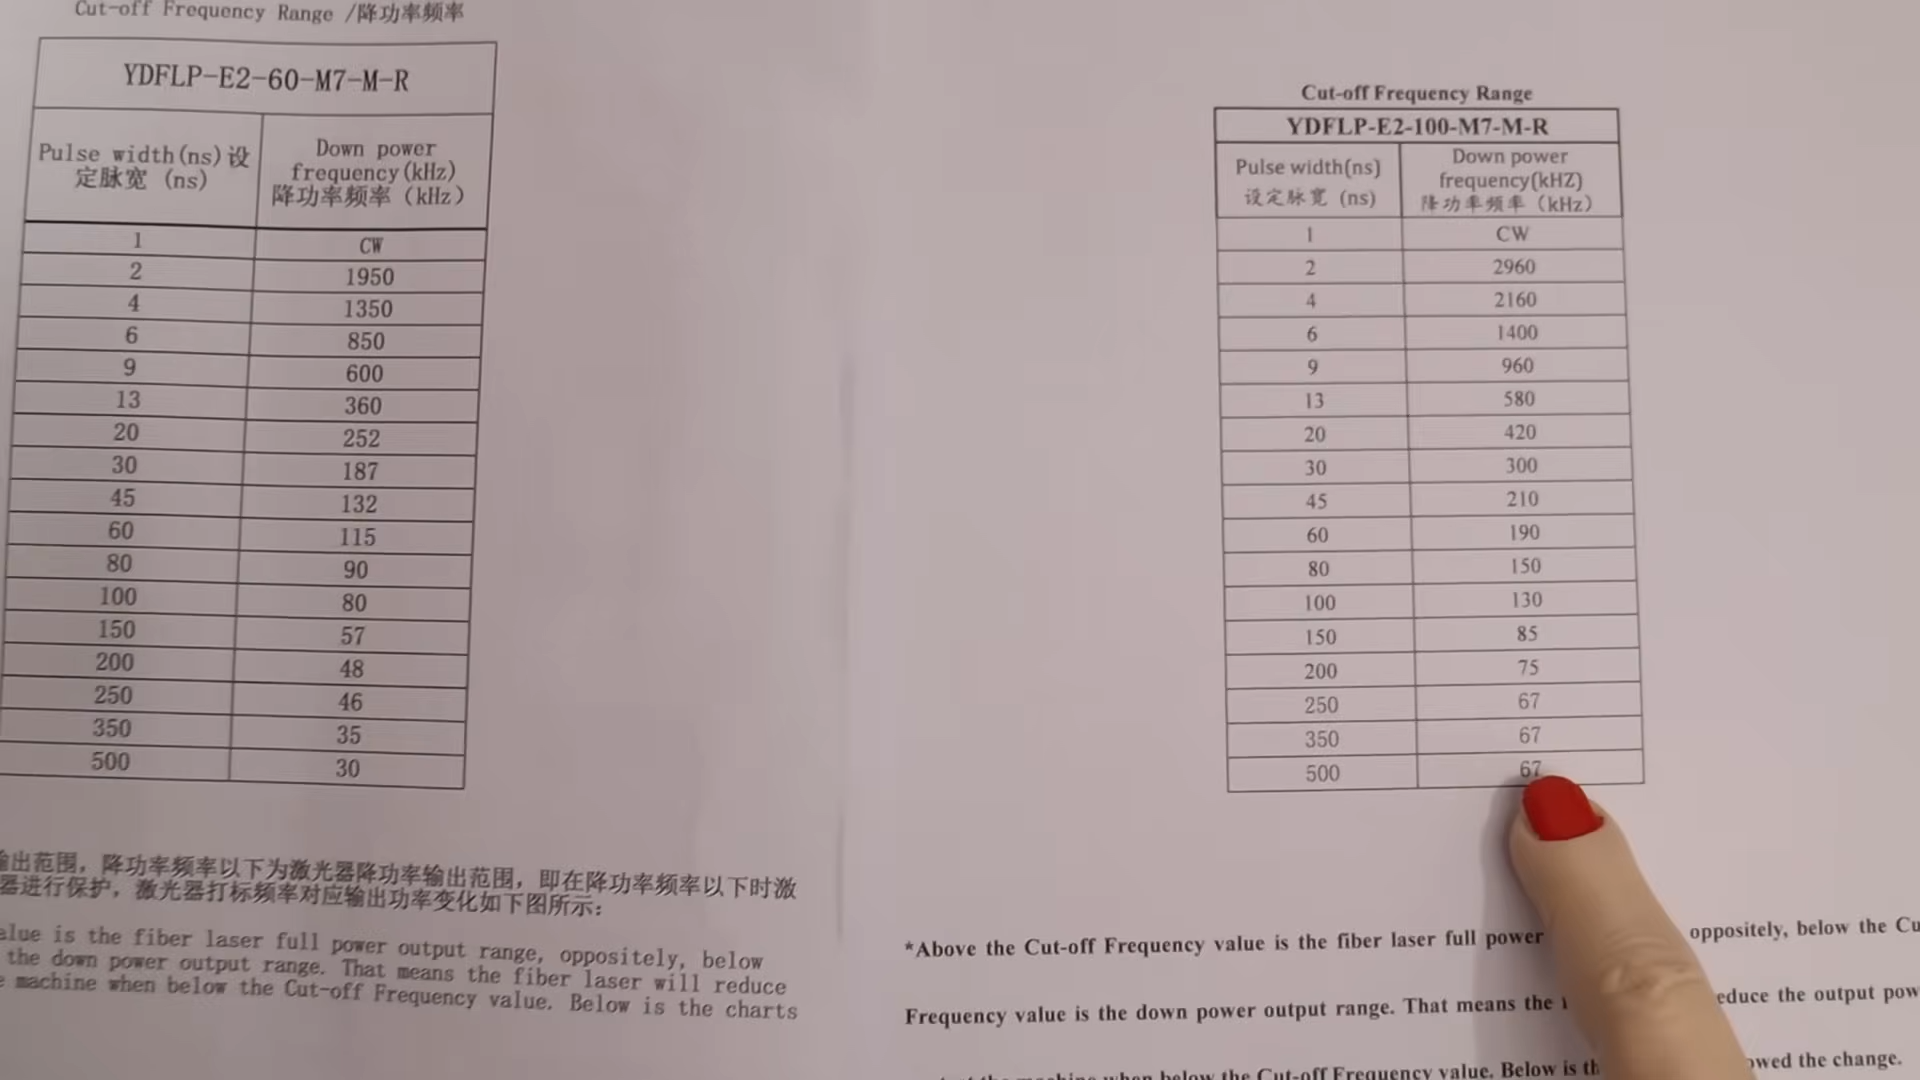 Cut-off Frequency Range /降功率频率
YDFLP-E2-60-M7-M-R
Pulse width(ns)设
定脉宽 (ns)
Down power
frequency(kHz)
降功率频率（kHz）
1 CW
2 1950
4 1350
6 850
9 600
13 360
20 252
30 187
45 132
60 115
80 90
100 80
150 57
200 48
250 46
350 35
500 30
输出范围，降功率频率以下为激光器降功率输出范围，即在降功率频率以下时激
器进行保护，激光器打标频率对应输出功率变化如下图所示：
is the fiber laser full power output range, oppositely, below
the down power output range. That means the fiber laser will reduce
machine when below the Cut-off Frequency value. Below is the charts
Cut-off Frequency Range
YDFLP-E2-100-M7-M-R
Pulse width(ns)
设定脉宽 (ns)
Down power
frequency(kHZ)
降功率频率（kHz）
1 CW
2 2960
4 2160
6 1400
9 960
13 580
20 420
30 300
45 210
60 190
80 150
100 130
150 85
200 75
250 67
350 67
500 67
*Above the Cut-off Frequency value is the fiber laser full power oppositely, below the
Frequency value is the down power output range. That means the the output
the machine when below the Cut-off Frequency value. Below is the change.